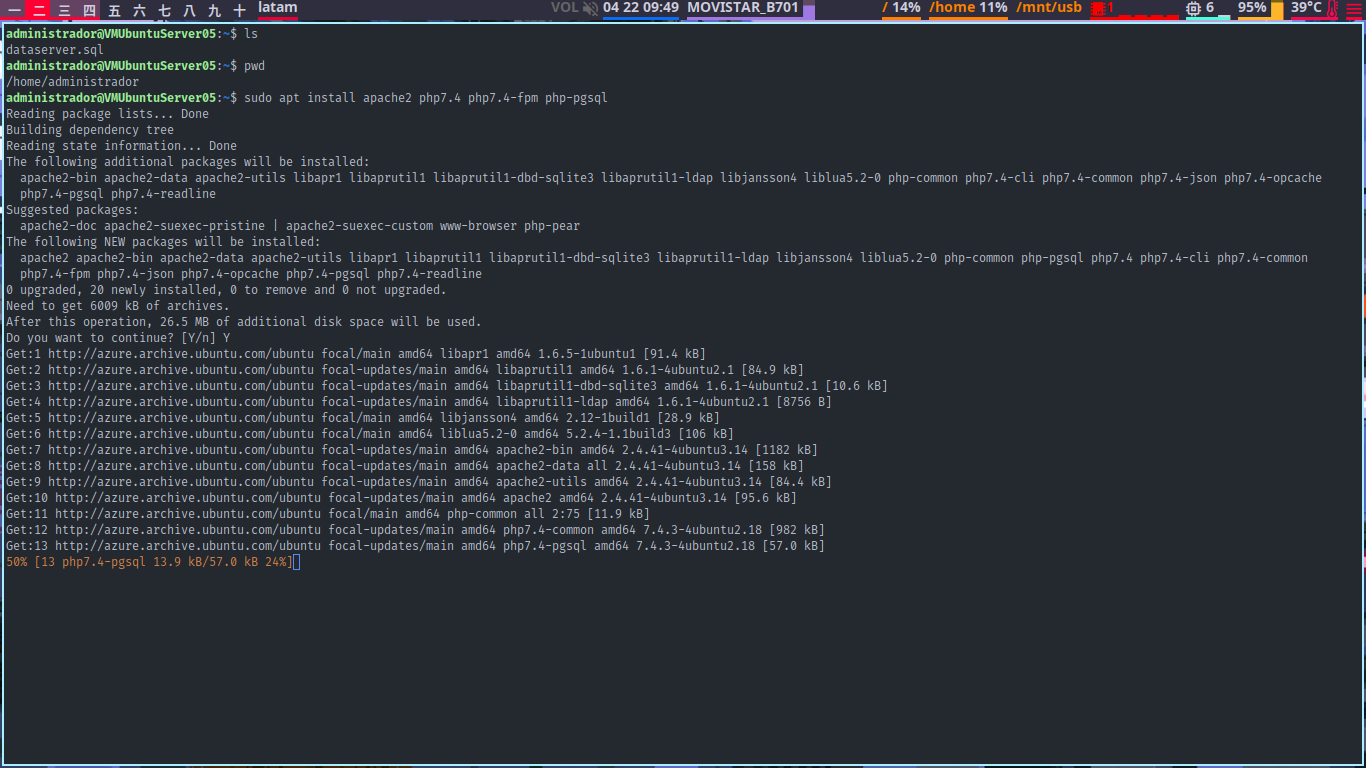 一 二 三 四 五 六 七 八 九 十 latam VOL 04 22 09:49 MOVISTAR_B701 / 14% /home 11% /mnt/usb 1 6 95% 39°C
administrador@VMUbuntuServer05:~$ ls
dataserver.sql
administrador@VMUbuntuServer05:~$ pwd
/home/administrador
administrador@VMUbuntuServer05:~$ sudo apt install apache2 php7.4 php7.4-fpm php-pgsql
Reading package lists... Done
Building dependency tree
Reading state information... Done
The following additional packages will be installed:
  apache2-bin apache2-data apache2-utils libapr1 libaprutil1 libaprutil1-dbd-sqlite3 libaprutil1-ldap libjansson4 liblua5.2-0 php-common php7.4-cli php7.4-common php7.4-json php7.4-opcache
  php7.4-pgsql php7.4-readline
Suggested packages:
  apache2-doc apache2-suexec-pristine | apache2-suexec-custom www-browser php-pear
The following NEW packages will be installed:
  apache2 apache2-bin apache2-data apache2-utils libapr1 libaprutil1 libaprutil1-dbd-sqlite3 libaprutil1-ldap libjansson4 liblua5.2-0 php-common php-pgsql php7.4 php7.4-cli php7.4-common
  php7.4-fpm php7.4-json php7.4-opcache php7.4-pgsql php7.4-readline
0 upgraded, 20 newly installed, 0 to remove and 0 not upgraded.
Need to get 6009 kB of archives.
After this operation, 26.5 MB of additional disk space will be used.
Do you want to continue? [Y/n] Y
Get:1 http://azure.archive.ubuntu.com/ubuntu focal/main amd64 libapr1 amd64 1.6.5-1ubuntu1 [91.4 kB]
Get:2 http://azure.archive.ubuntu.com/ubuntu focal-updates/main amd64 libaprutil1 amd64 1.6.1-4ubuntu2.1 [84.9 kB]
Get:3 http://azure.archive.ubuntu.com/ubuntu focal-updates/main amd64 libaprutil1-dbd-sqlite3 amd64 1.6.1-4ubuntu2.1 [10.6 kB]
Get:4 http://azure.archive.ubuntu.com/ubuntu focal-updates/main amd64 libaprutil1-ldap amd64 1.6.1-4ubuntu2.1 [8756 B]
Get:5 http://azure.archive.ubuntu.com/ubuntu focal/main amd64 libjansson4 amd64 2.12-1build1 [28.9 kB]
Get:6 http://azure.archive.ubuntu.com/ubuntu focal/main amd64 liblua5.2-0 amd64 5.2.4-1.1build3 [106 kB]
Get:7 http://azure.archive.ubuntu.com/ubuntu focal-updates/main amd64 apache2-bin amd64 2.4.41-4ubuntu3.14 [1182 kB]
Get:8 http://azure.archive.ubuntu.com/ubuntu focal-updates/main amd64 apache2-data all 2.4.41-4ubuntu3.14 [158 kB]
Get:9 http://azure.archive.ubuntu.com/ubuntu focal-updates/main amd64 apache2-utils amd64 2.4.41-4ubuntu3.14 [84.4 kB]
Get:10 http://azure.archive.ubuntu.com/ubuntu focal-updates/main amd64 apache2 amd64 2.4.41-4ubuntu3.14 [95.6 kB]
Get:11 http://azure.archive.ubuntu.com/ubuntu focal/main amd64 php-common all 2:75 [11.9 kB]
Get:12 http://azure.archive.ubuntu.com/ubuntu focal-updates/main amd64 php7.4-common amd64 7.4.3-4ubuntu2.18 [982 kB]
Get:13 http://azure.archive.ubuntu.com/ubuntu focal-updates/main amd64 php7.4-pgsql amd64 7.4.3-4ubuntu2.18 [57.0 kB]
50% [13 php7.4-pgsql 13.9 kB/57.0 kB 24%]